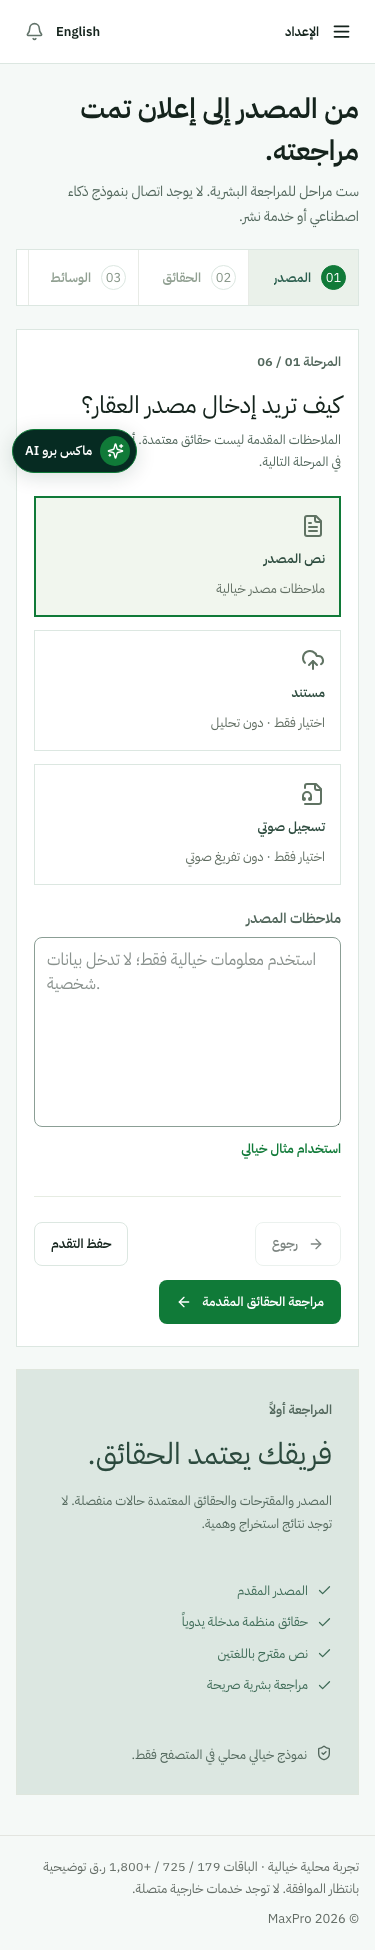 الإعداد
English
من المصدر إلى إعلان تمت
مراجعته.
ست مراحل للمراجعة البشرية. لا يوجد اتصال بنموذج ذكاء
اصطناعي أو خدمة نشر.
01 المصدر
02 الحقائق
03 الوسائط
المرحلة 01 / 06
كيف تريد إدخال مصدر العقار؟
الملاحظات المقدمة ليست حقائق معتمدة.
في المرحلة التالية.
ماكس برو AI
نص المصدر
ملاحظات مصدر خيالية
مستند
اختيار فقط · دون تحليل
تسجيل صوتي
اختيار فقط · دون تفريغ صوتي
ملاحظات المصدر
استخدم معلومات خيالية فقط؛ لا تدخل بيانات
شخصية.
استخدام مثال خيالي
رجوع
حفظ التقدم
مراجعة الحقائق المقدمة
المراجعة أولاً
فريقك يعتمد الحقائق.
المصدر والمقترحات والحقائق المعتمدة حالات منفصلة. لا
توجد نتائج استخراج وهمية.
المصدر المقدم
حقائق منظمة مدخلة يدوياً
نص مقترح باللغتين
مراجعة بشرية صريحة
نموذج خيالي محلي في المتصفح فقط.
تجربة محلية خيالية · الباقات 179 / 725 / +1,800 ر.ق توضيحية
بانتظار الموافقة. لا توجد خدمات خارجية متصلة.
© 2026 MaxPro